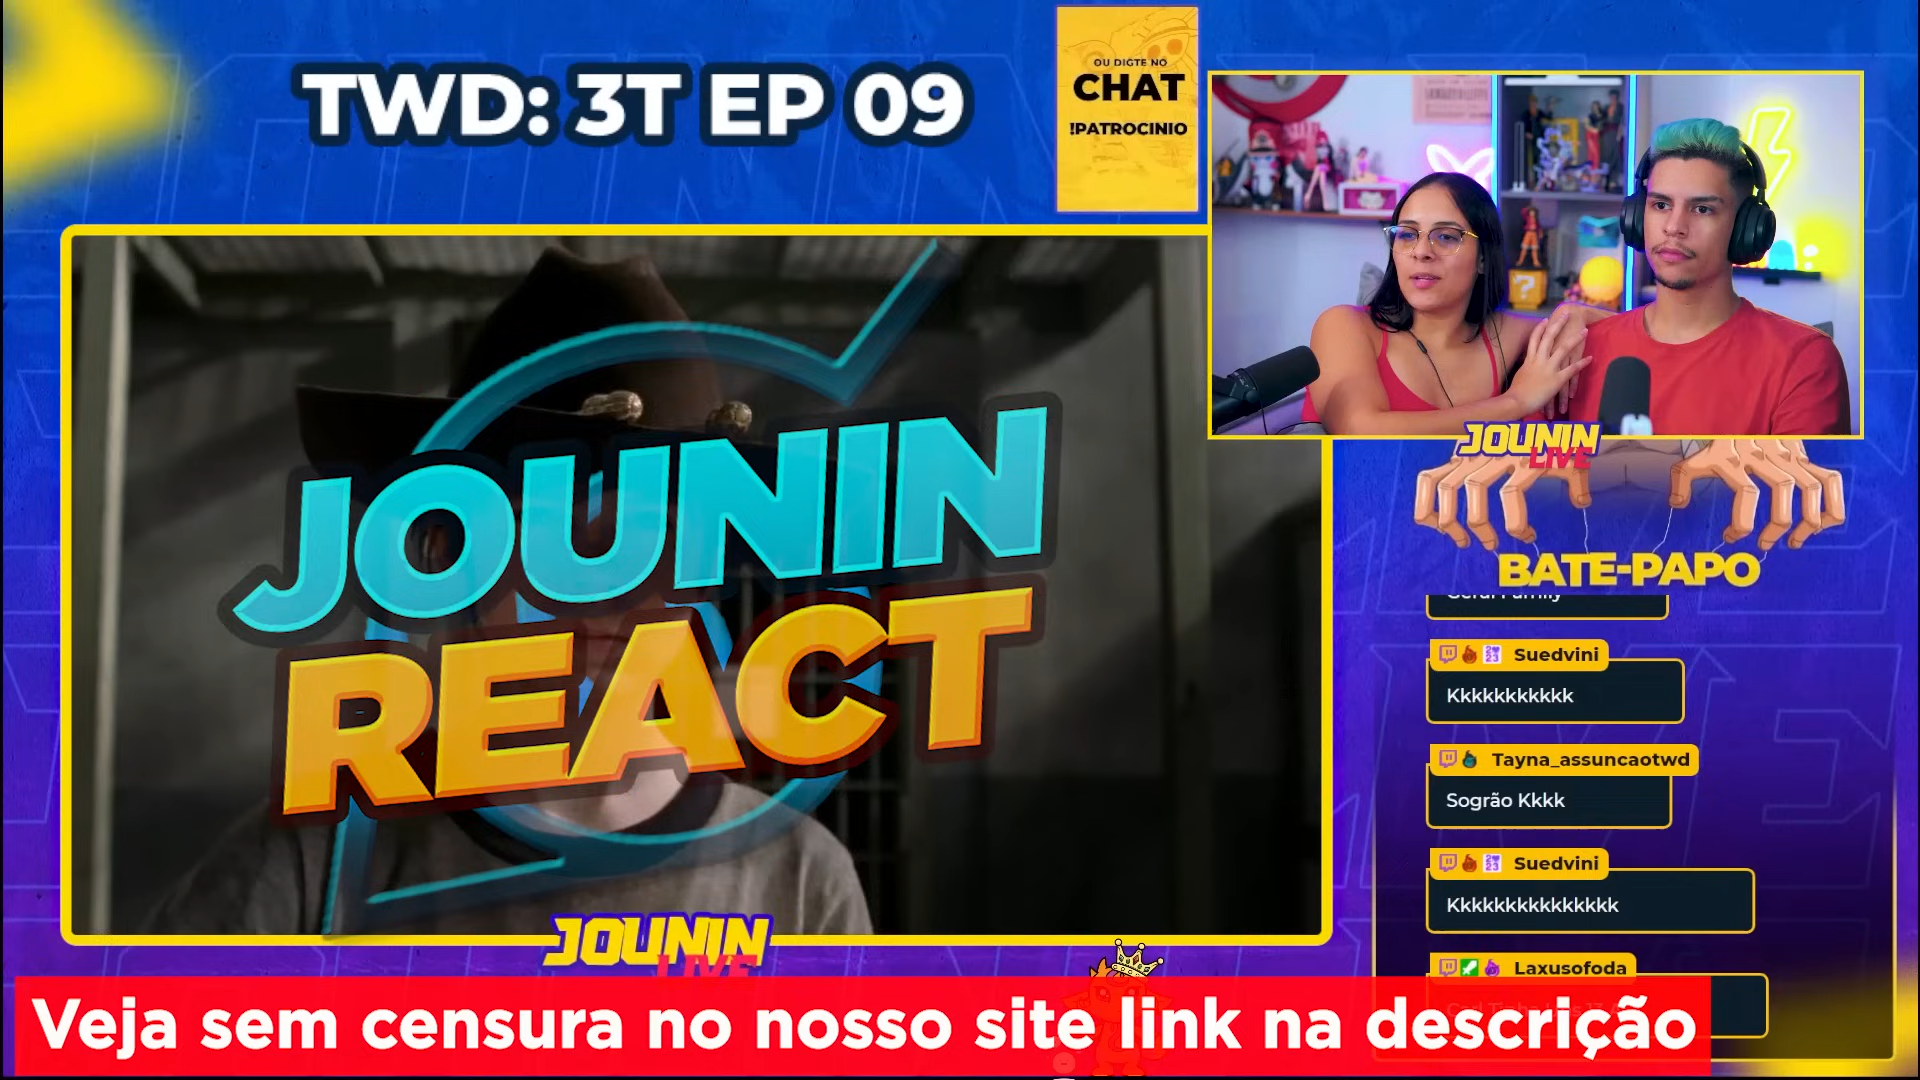 TWD: 3T EP 09
OU DIGTE NO
CHAT
!PATROCINIO
JOUNIN
REACT
JOUNIN
LIVE
BATE-PAPO
Suedvini
Kkkkkkkkkkk
Tayna_assuncaotwd
Sogrão Kkkk
Suedvini
Kkkkkkkkkkkkkkk
Laxusofoda
JOUNIN
LIVE
Veja sem censura no nosso site link na descrição